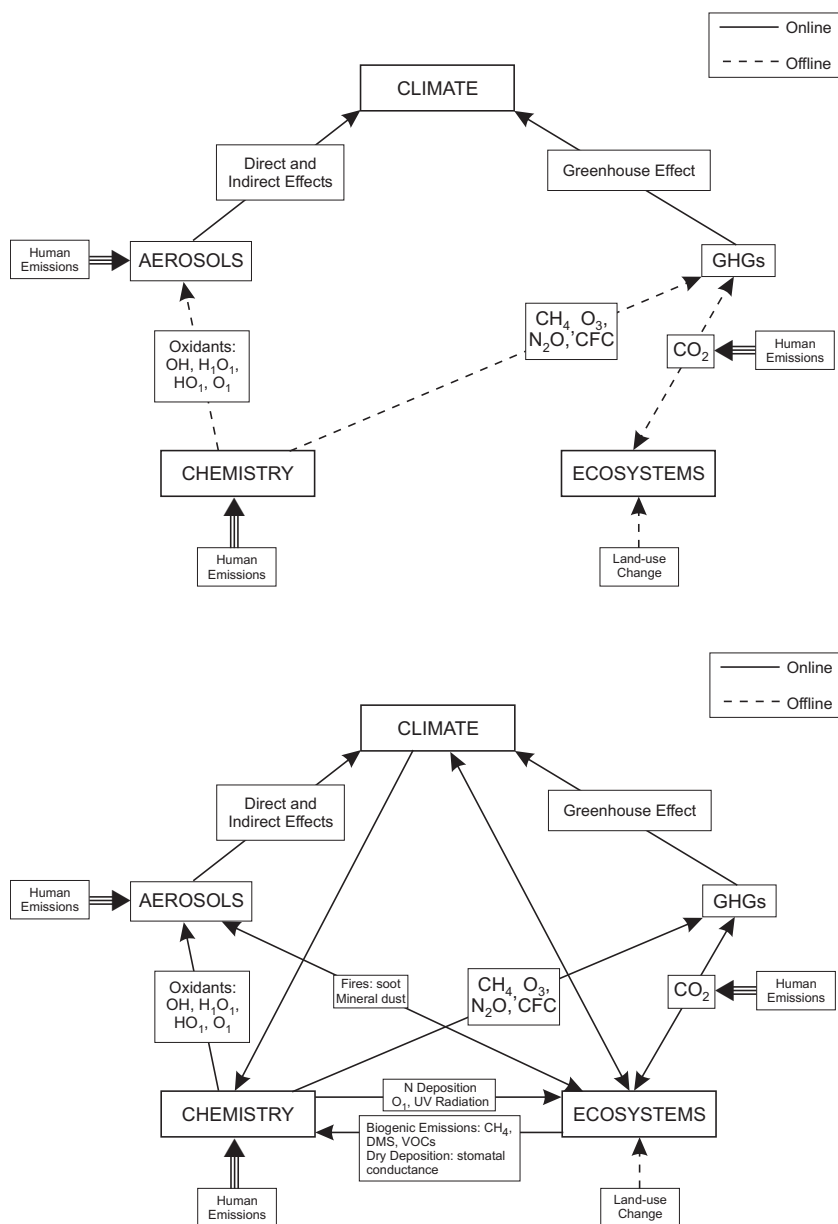 Online
Offline
CLIMATE
Direct and
Indirect Effects
Greenhouse Effect
Human
Emissions
AEROSOLS
GHGs
CH₄, O₃,
N₂O, CFC
Oxidants:
OH, H₁O₁,
HO₁, O₁
CO₂
Human
Emissions
CHEMISTRY
ECOSYSTEMS
Human
Emissions
Land-use
Change
Online
Offline
CLIMATE
Direct and
Indirect Effects
Greenhouse Effect
Human
Emissions
AEROSOLS
GHGs
Oxidants:
OH, H₁O₁,
HO₁, O₁
Fires: soot
Mineral dust
CH₄, O₃,
N₂O, CFC
CO₂
Human
Emissions
CHEMISTRY
N Deposition
O₁, UV Radiation
ECOSYSTEMS
Biogenic Emissions: CH₄,
DMS, VOCs
Dry Deposition: stomatal
conductance
Human
Emissions
Land-use
Change